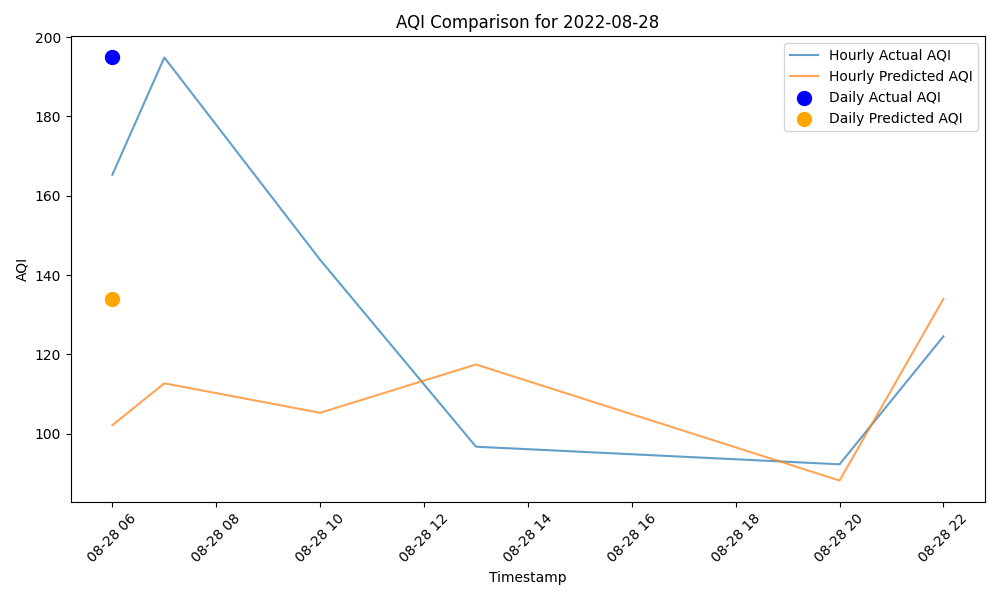 AQI Comparison for 2022-08-28
200
180
160
140
120
100
AQI
Hourly Actual AQI
Hourly Predicted AQI
Daily Actual AQI
Daily Predicted AQI
08-28 06
08-28 08
08-28 10
08-28 12
08-28 14
08-28 16
08-28 18
08-28 20
08-28 22
Timestamp